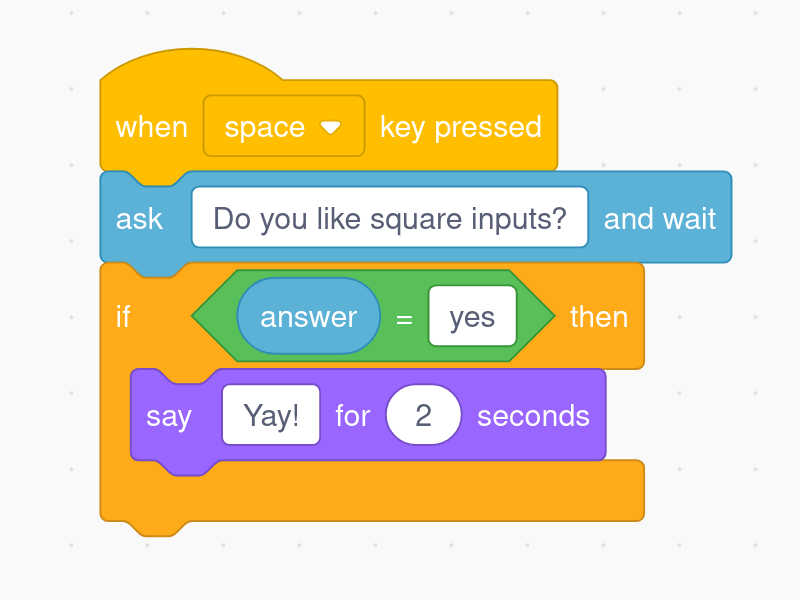 when space key pressed
ask Do you like square inputs? and wait
if answer = yes then
say Yay! for 2 seconds